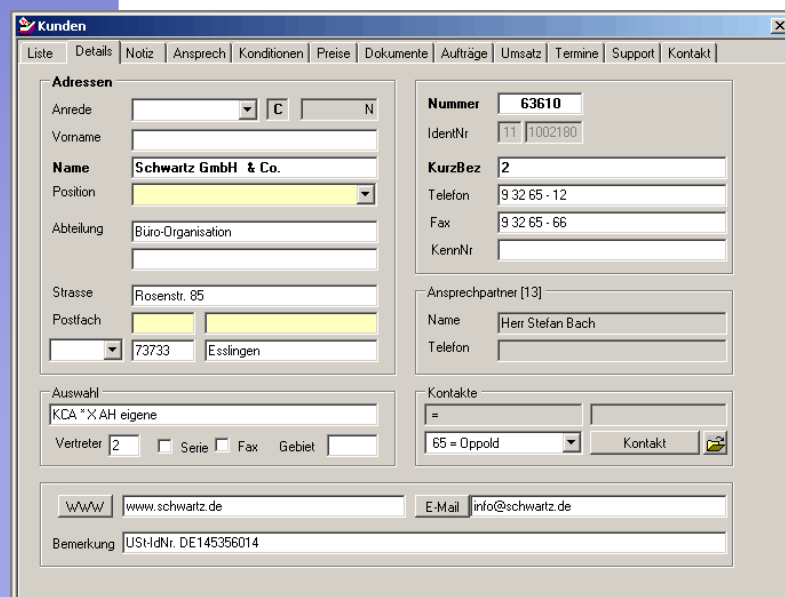 Kunden
Liste Details Notiz Ansprech Konditionen Preise Dokumente Aufträge Umsatz Termine Support Kontakt
Adressen
Anrede C N
Vorname
Name Schwartz GmbH & Co.
Position
Abteilung Büro-Organisation
Strasse Rosenstr. 85
Postfach
73733 Esslingen
Nummer 63610
IdentNr 11 1002180
KurzBez 2
Telefon 9 32 65 - 12
Fax 9 32 65 - 66
KennNr
Ansprechpartner [13]
Name Herr Stefan Bach
Telefon
Auswahl
KCA * X AH eigene
Vertreter 2 Serie Fax Gebiet
Kontakte
=
65 = Oppold Kontakt
WWW www.schwartz.de E-Mail info@schwartz.de
Bemerkung USt-IdNr. DE145356014